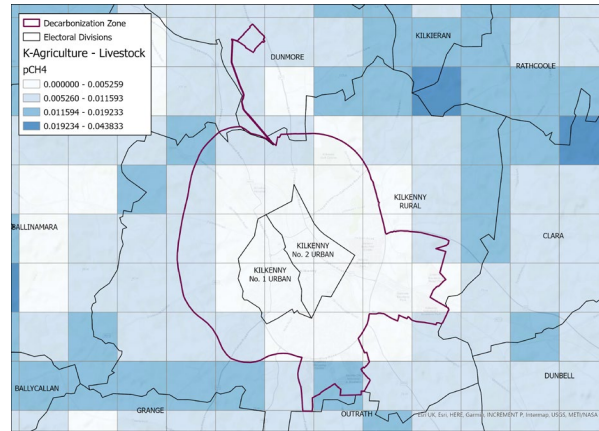 Decarbonization Zone
Electoral Divisions
K-Agriculture - Livestock
pCH4
0.000000 - 0.005259
0.005260 - 0.011593
0.011594 - 0.019233
0.019234 - 0.043833
DUNMORE
KILKIERAN
RATHCOOLE
KILKENNY
RURAL
BALLINAMARA
CLARA
KILKENNY
No. 2 URBAN
KILKENNY
No. 1 URBAN
BALLYCALLAN
GRANGE
OUTRATH
DUNBELL
Esri UK, Esri, HERE, Garmin, INCREMENT P, Intermap, USGS, METI/NASA